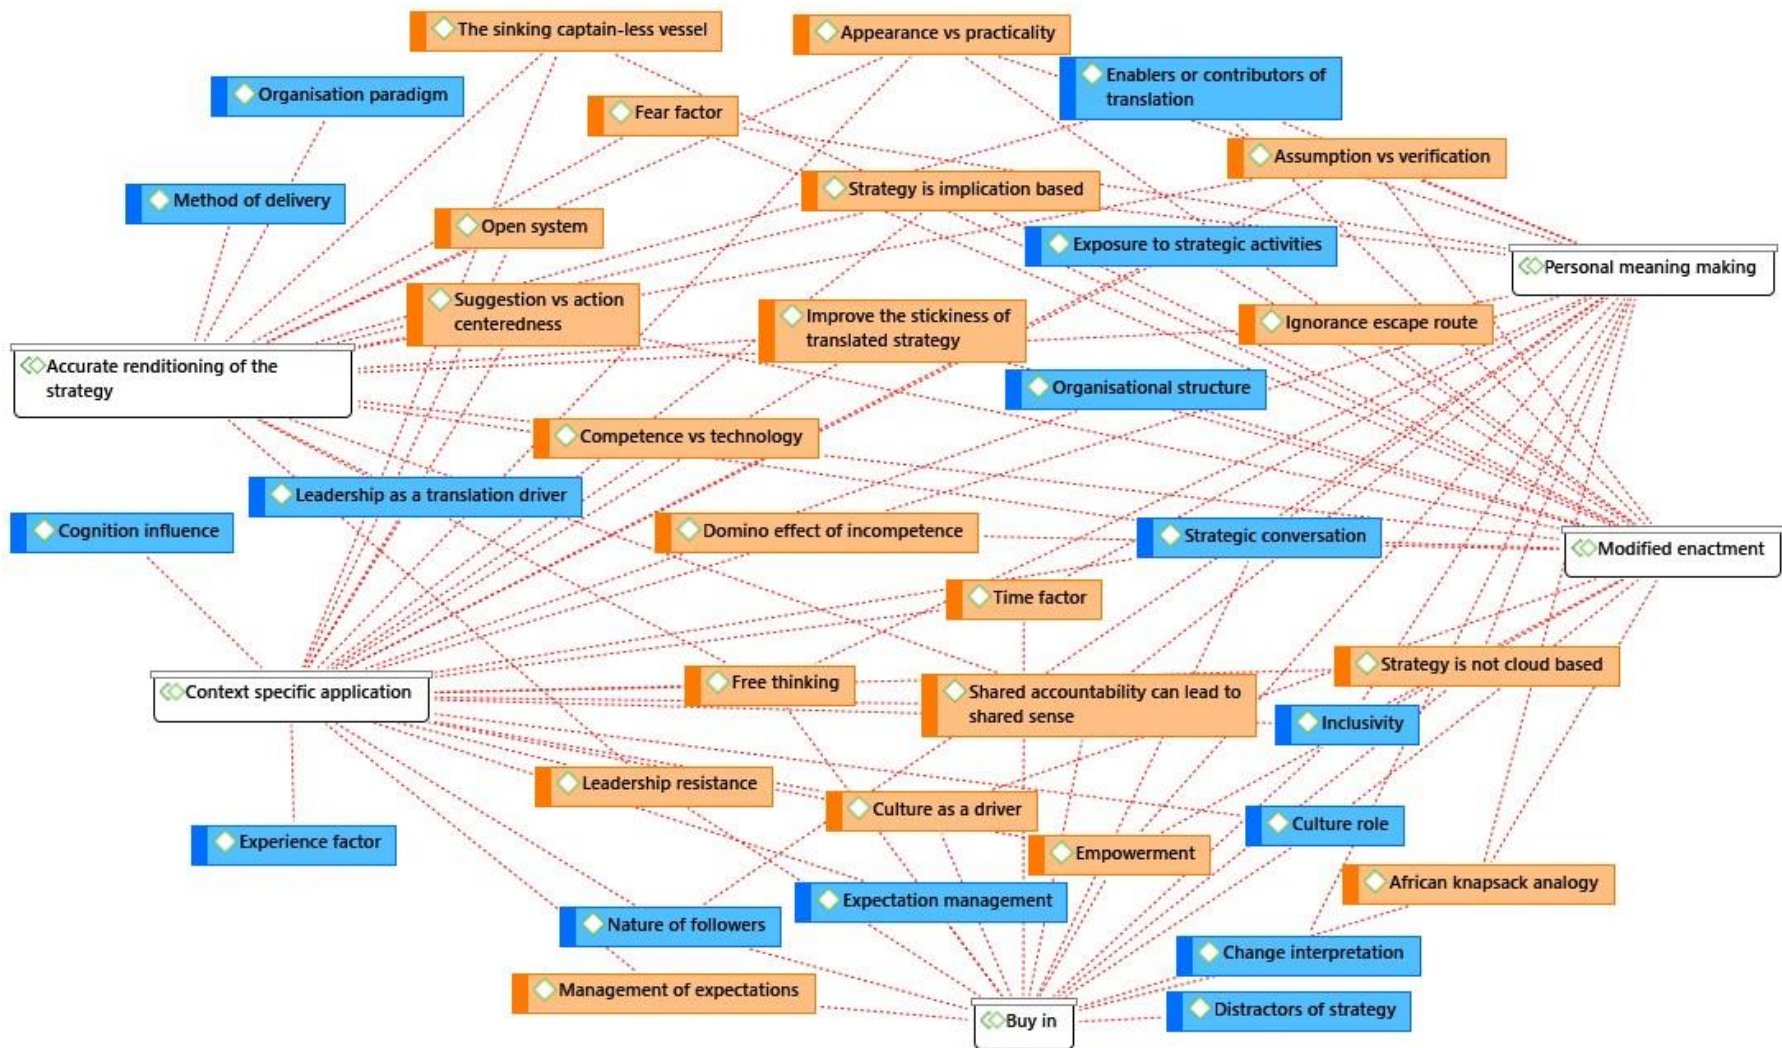 The sinking captain-less vessel
Appearance vs practicality
Organisation paradigm
Enablers or contributors of
translation
Fear factor
Assumption vs verification
Method of delivery
Strategy is implication based
Open system
Exposure to strategic activities
Personal meaning making
Suggestion vs action
centeredness
Improve the stickiness of
translated strategy
Ignorance escape route
Accurate renditioning of the
strategy
Organisational structure
Competence vs technology
Leadership as a translation driver
Cognition influence
Domino effect of incompetence
Strategic conversation
Modified enactment
Time factor
Context specific application
Free thinking
Shared accountability can lead to
shared sense
Strategy is not cloud based
Inclusivity
Leadership resistance
Culture as a driver
Culture role
Experience factor
Empowerment
African knapsack analogy
Expectation management
Nature of followers
Change interpretation
Management of expectations
Distractors of strategy
Buy in